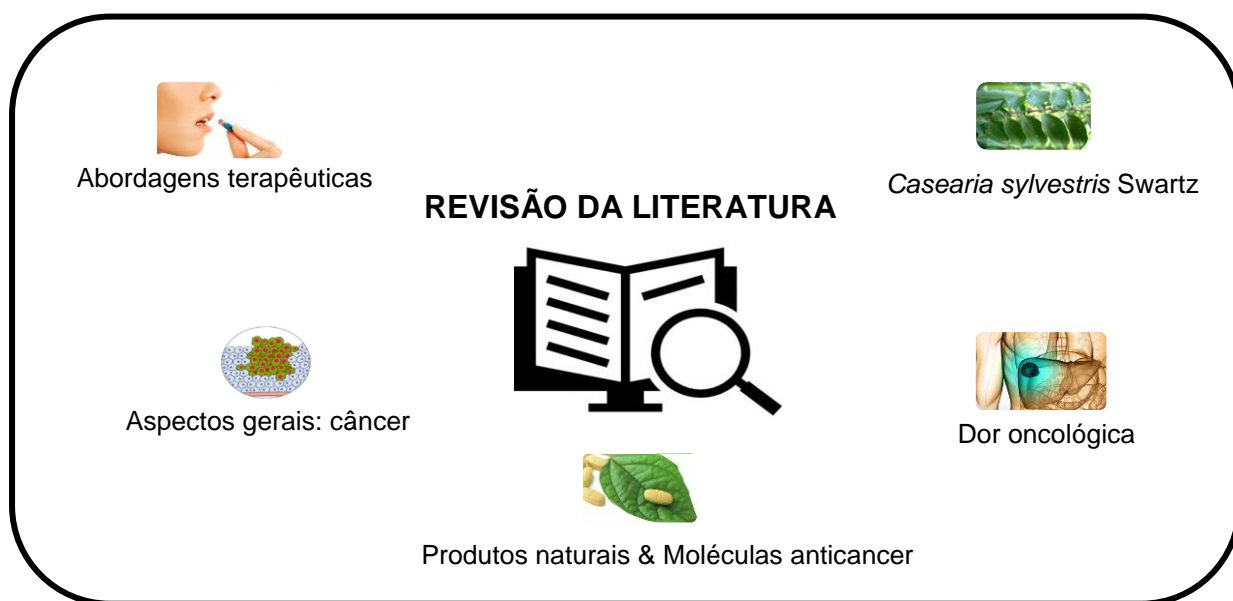 Abordagens terapêuticas
Casearia sylvestris Swartz
REVISÃO DA LITERATURA
Aspectos gerais: câncer
Dor oncológica
Produtos naturais & Moléculas anticancer